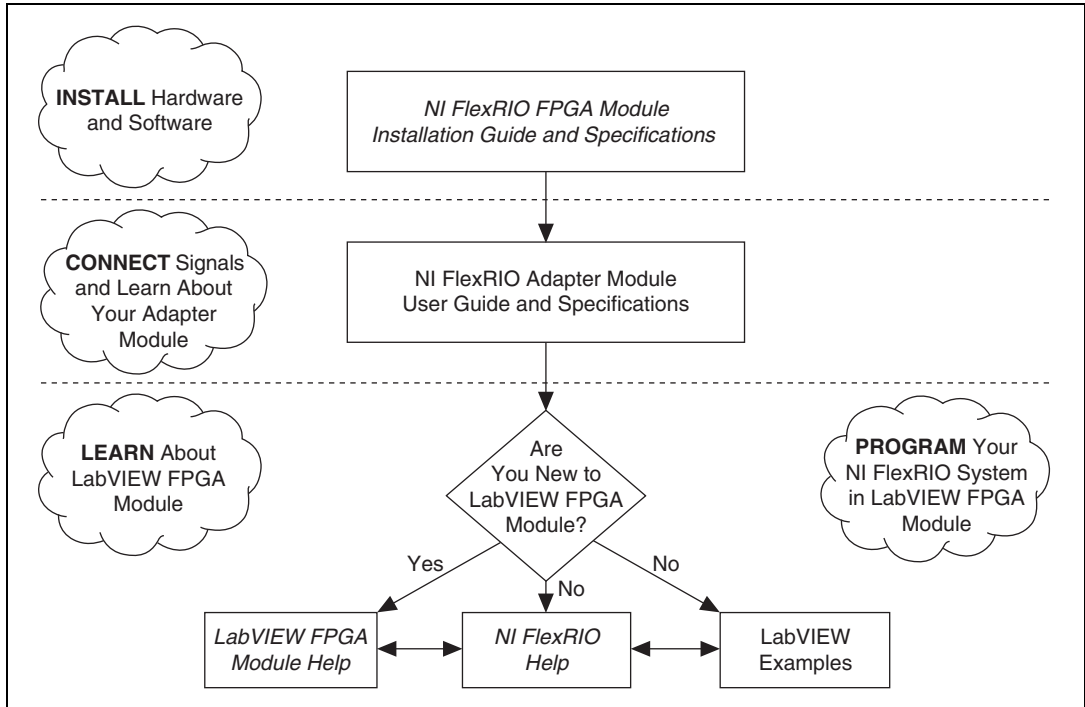 INSTALL Hardware
and Software
NI FlexRIO FPGA Module
Installation Guide and Specifications
CONNECT Signals
and Learn About
Your Adapter
Module
NI FlexRIO Adapter Module
User Guide and Specifications
LEARN About
LabVIEW FPGA
Module
Are
You New to
LabVIEW FPGA
Module?
PROGRAM Your
NI FlexRIO System
in LabVIEW FPGA
Module
Yes
No
No
LabVIEW FPGA
Module Help
NI FlexRIO
Help
LabVIEW
Examples